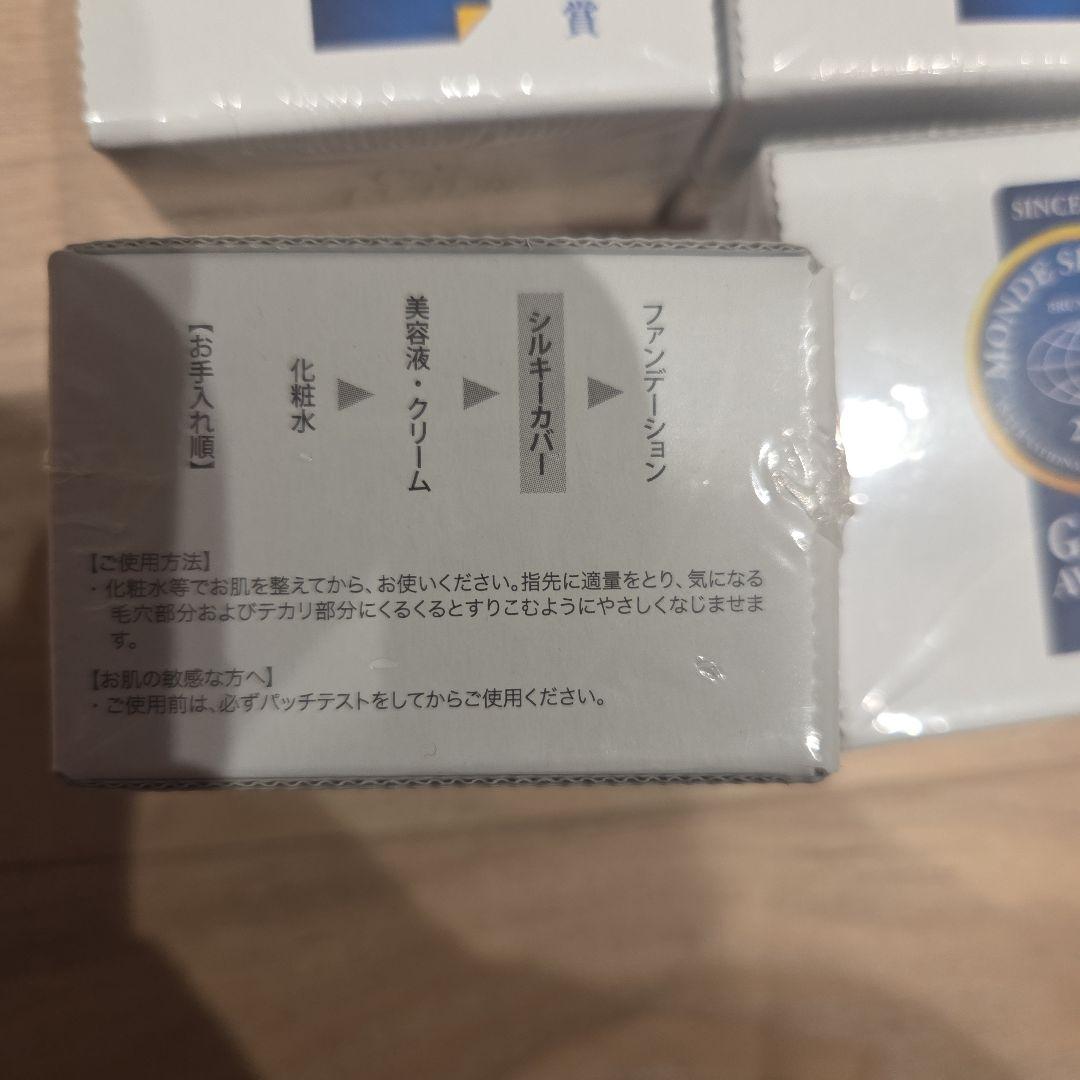 賞
SINCE
MONDE SE
G
【お手入れ順】
化粧水
▶
美容液・クリーム
▶
シルキーカバー
▶
ファンデーション
【ご使用方法】
・化粧水等でお肌を整えてから、お使いください。指先に適量をとり、気になる
毛穴部分およびテカリ部分にくるくるとすりこむようにやさしくなじませま
す。
【お肌の敏感な方へ】
・ご使用前は、必ずパッチテストをしてからご使用ください。